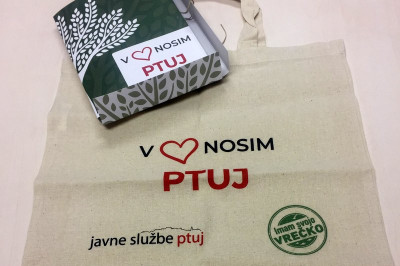 V ♡ NOSIM
PTUJ
V ♡ NOSIM
PTUJ
javne službe ptuj
Imam svojo
VREČKO